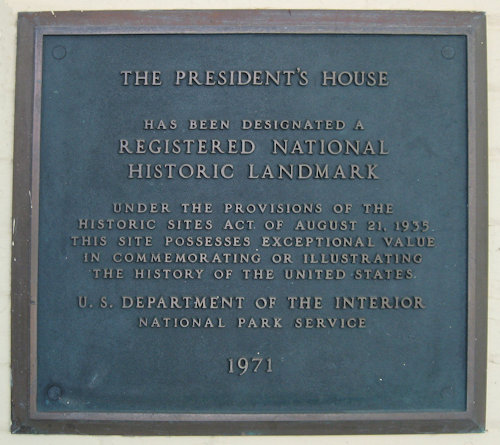 THE PRESIDENT'S HOUSE
HAS BEEN DESIGNATED A
REGISTERED NATIONAL
HISTORIC LANDMARK
UNDER THE PROVISIONS OF THE
HISTORIC SITES ACT OF AUGUST 21, 1935.
THIS SITE POSSESSES EXCEPTIONAL VALUE
IN COMMEMORATING OR ILLUSTRATING
THE HISTORY OF THE UNITED STATES.
U. S. DEPARTMENT OF THE INTERIOR
NATIONAL PARK SERVICE
1971